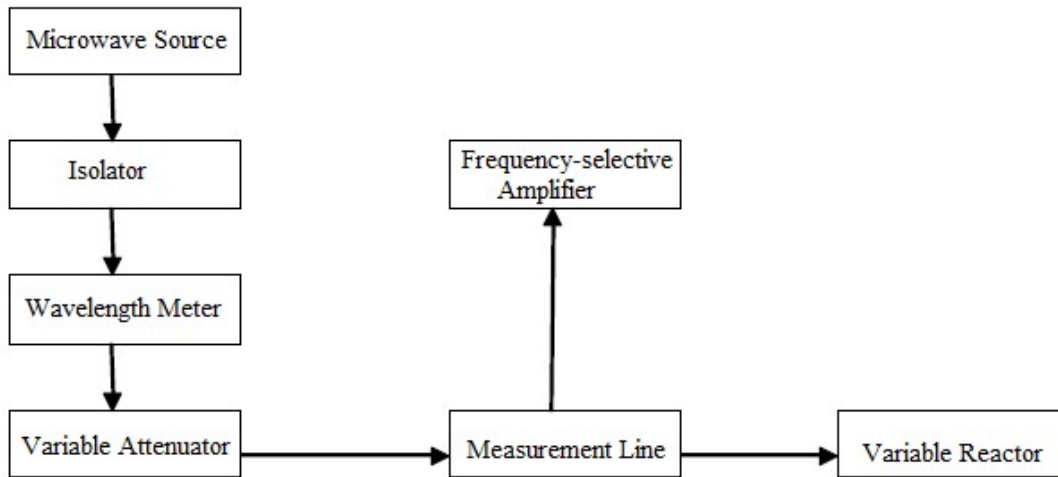 Microwave Source
Isolator
Frequency-selective
Amplifier
Wavelength Meter
Variable Attenuator
Measurement Line
Variable Reactor